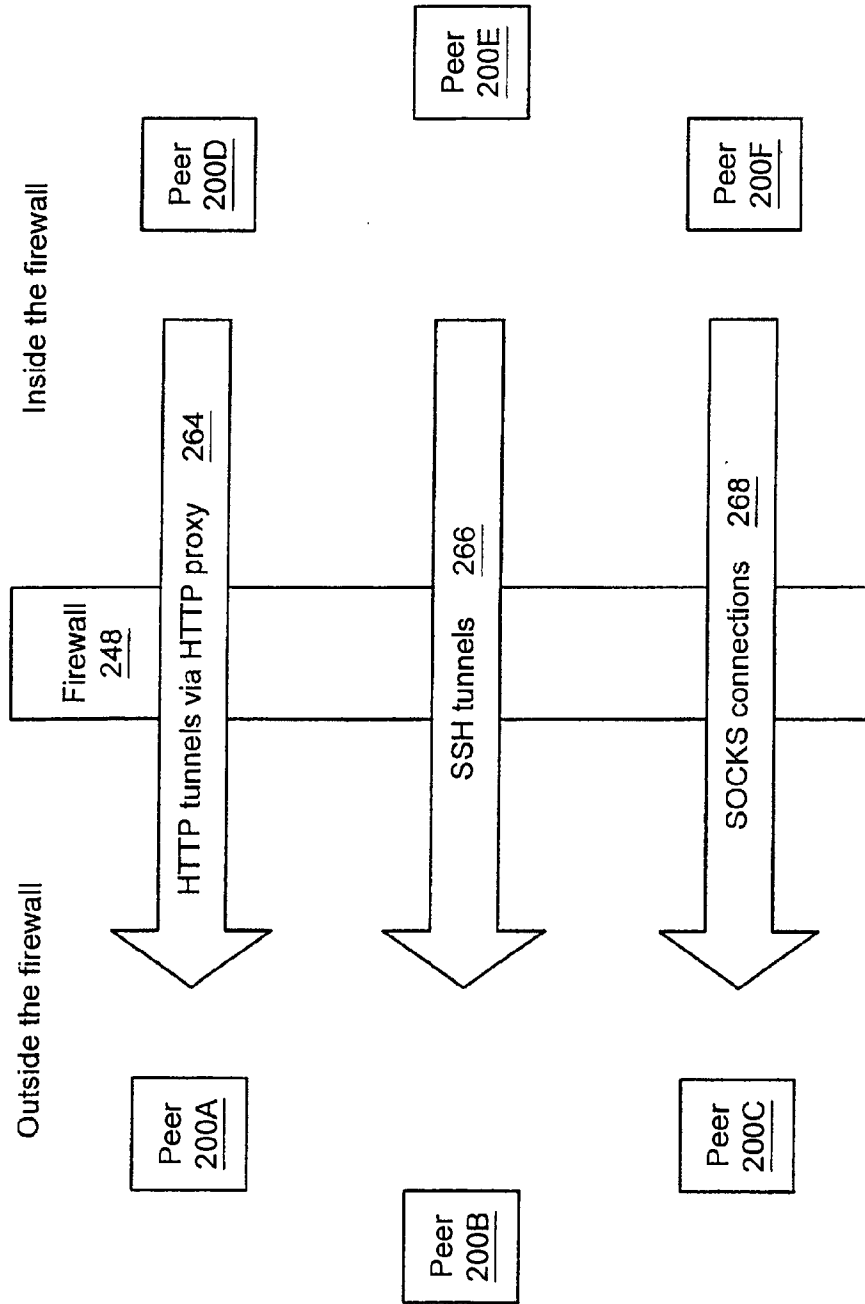 Outside the firewall
Inside the firewall
Firewall
248
Peer
200A
HTTP tunnels via HTTP proxy 264
Peer
200D
Peer
200B
SSH tunnels 266
Peer
200E
Peer
200C
SOCKS connections 268
Peer
200F